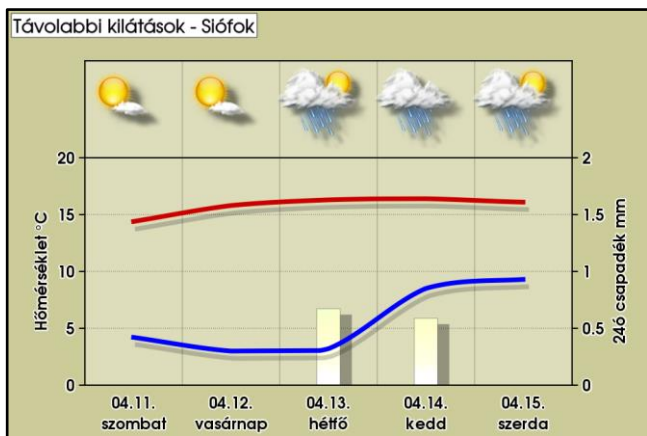 Távolabbi kilátások - Siófok
20
15
10
5
0
Hőmérséklet °C
2
1.5
1
0.5
0
24ó csapadék mm
04.11. 04.12. 04.13. 04.14. 04.15.
szombat vasárnap hétfő kedd szerda